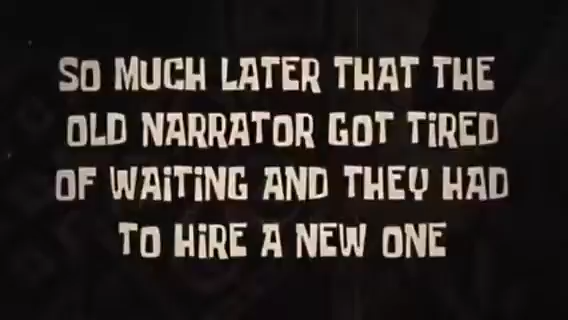 SO MUCH LATER THAT THE
OLD NARRATOR GOT TiRED
OF WAiTiNG AND THEY HAD
TO HiRE A NEW ONE